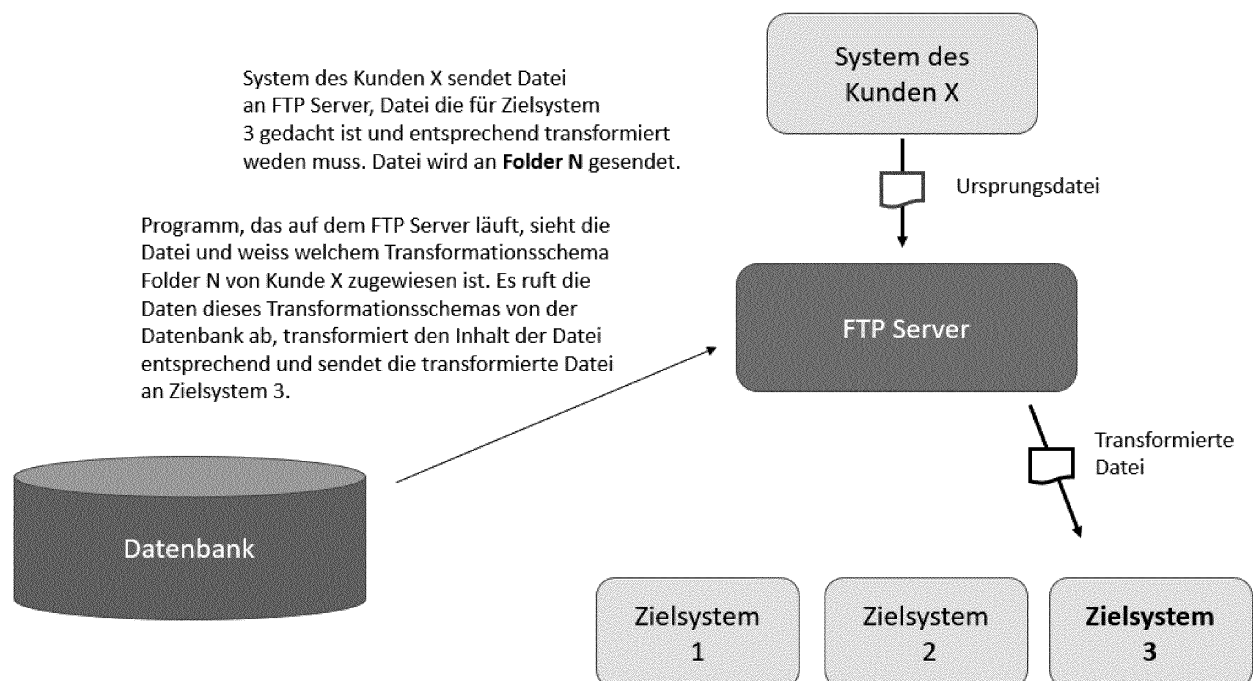 System des
Kunden X
System des Kunden X sendet Datei
an FTP Server, Datei die für Zielsystem
3 gedacht ist und entsprechend transformiert
weden muss. Datei wird an Folder N gesendet.
Ursprungsdatei
Programm, das auf dem FTP Server läuft, sieht die
Datei und weiss welchem Transformationsschema
Folder N von Kunde X zugewiesen ist. Es ruft die
Daten dieses Transformationsschemas von der
Datenbank ab, transformiert den Inhalt der Datei
entsprechend und sendet die transformierte Datei
an Zielsystem 3.
FTP Server
Transformierte
Datei
Datenbank
Zielsystem
1
Zielsystem
2
Zielsystem
3